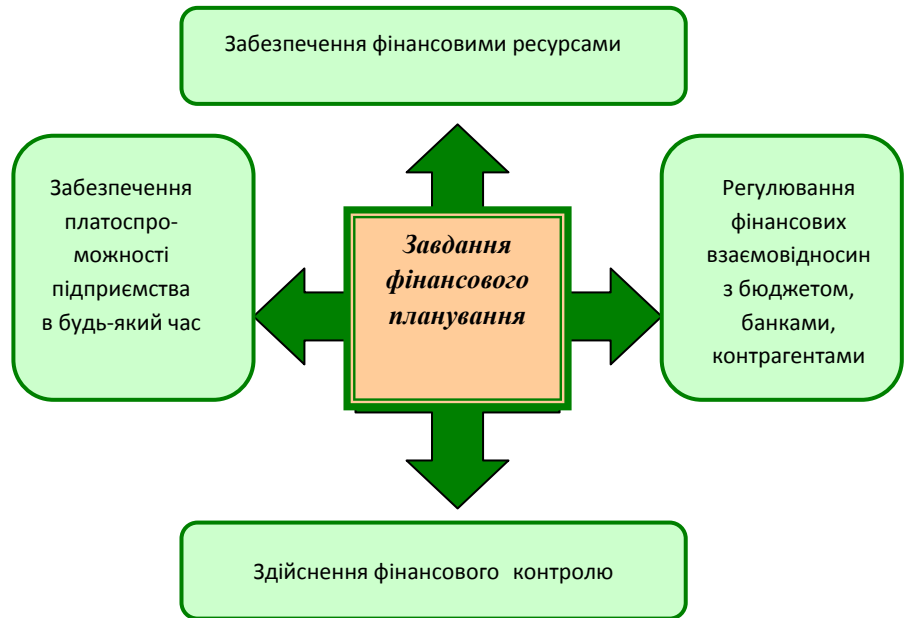 Забезпечення фінансовими ресурсами
Забезпечення
платоспро-
можності
підприємства
в будь-який час
Завдання
фінансового
планування
Регулювання
фінансових
взаємовідносин
з бюджетом,
банками,
контрагентами
Здійснення фінансового контролю